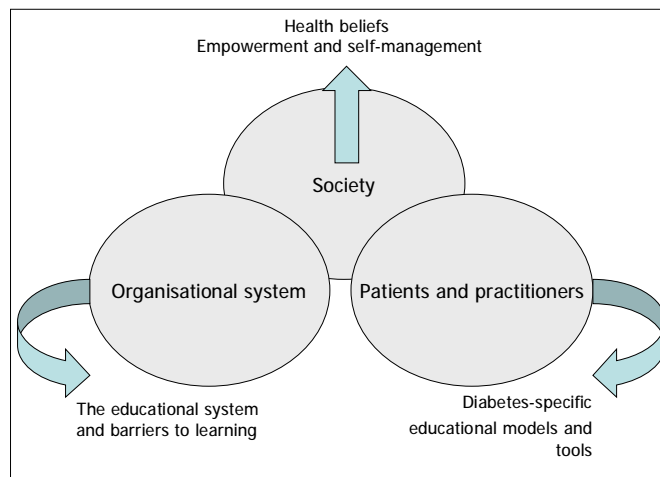 Health beliefs
Empowerment and self-management
Society
Organisational system
Patients and practitioners
The educational system
and barriers to learning
Diabetes-specific
educational models and
tools